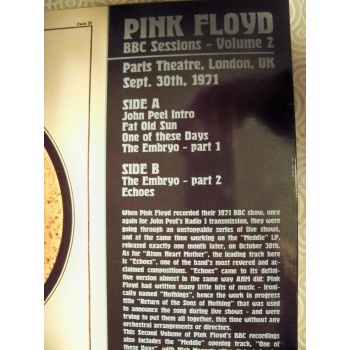 PINK FLOYD
BBC Sessions - Volume 2
Paris Theatre, London, UK
Sept. 30th, 1971
SIDE A
John Peel Intro
Fat Old Sun
One of these Days
The Embryo - part 1
SIDE B
The Embryo - part 2
Echoes
When Pink Floyd recorded their 1971 BBC show, once
again for John Peel's Radio 1 transmission, they were
going through an unstoppable series of live shows,
and at the same time working on the "Meddle" LP,
released exactly one month later, on October 30th.
As for "Atom Heart Mother", the leading track here
is "Echoes", one of the band's most revered and ac-
claimed compositions. "Echoes" came to its defini-
tive version almost in the same way AHM did: Pink
Floyd had written many little bits of music - ironi-
cally named "Nothings", hence the work in progress
title "Return of the Sons of Nothing" that was used
to announce the song during live shows - and were
trying to put them all together, this time without any
orchestral arrangements or directors.
This Second Volume of Pink Floyd's BBC recordings
also includes the "Meddle" opening track, "One of
these Days", with Nick